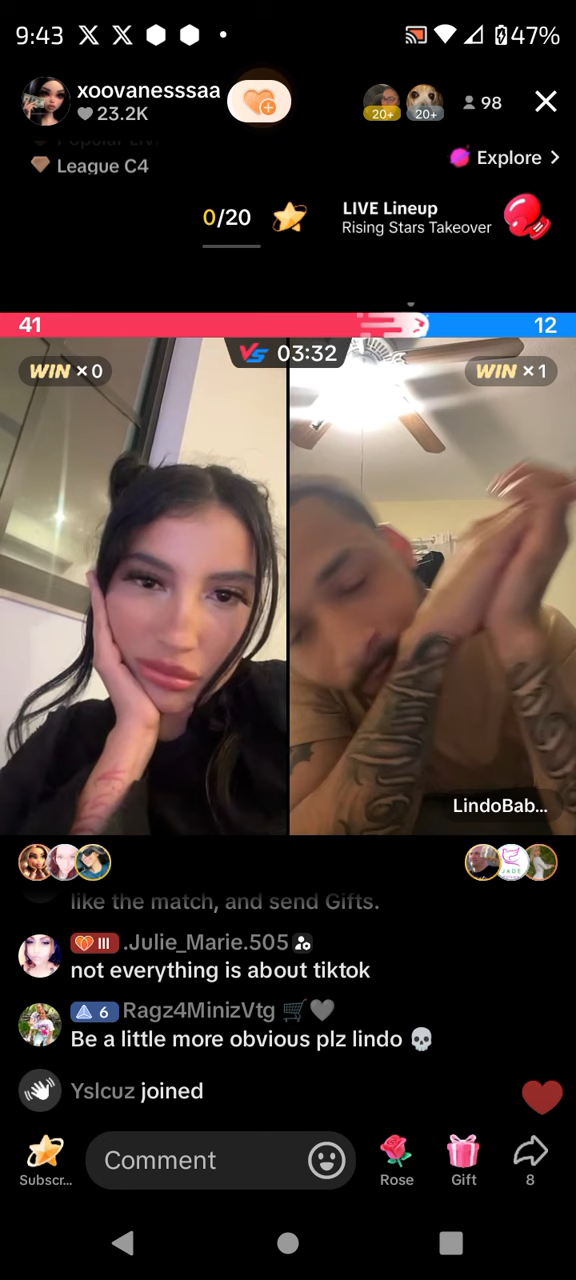 9:43
47%
xoovanesssaa
23.2K
20+
20+
98
League C4
Explore
0/20
LIVE Lineup
Rising Stars Takeover
41
12
VS 03:32
WIN ×0
WIN ×1
LindoBab...
like the match, and send Gifts.
III .Julie_Marie.505
not everything is about tiktok
6 Ragz4MinizVtg
Be a little more obvious plz lindo
Yslcuz joined
Subscr...
Comment
Rose
Gift
8